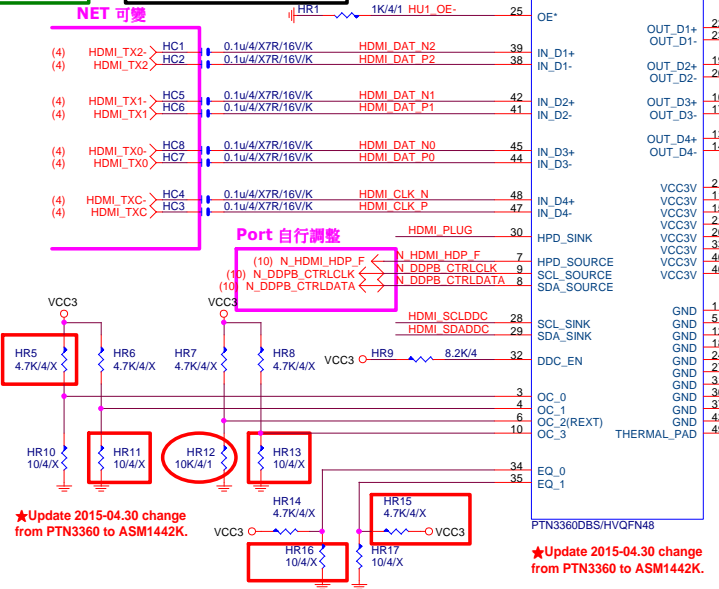 NET 可變
HR1 1K/4/1 HU1_OE- 25 OE*
OUT_D1+
OUT_D1-
(4) HDMI_TX2- HC1 0.1u/4/X7R/16V/K HDMI_DAT_N2 39 IN_D1+
(4) HDMI_TX2 HC2 0.1u/4/X7R/16V/K HDMI_DAT_P2 38 IN_D1-
OUT_D2+
OUT_D2-
(4) HDMI_TX1- HC5 0.1u/4/X7R/16V/K HDMI_DAT_N1 42 IN_D2+ OUT_D3+
(4) HDMI_TX1 HC6 0.1u/4/X7R/16V/K HDMI_DAT_P1 41 IN_D2- OUT_D3-
OUT_D4+
(4) HDMI_TX0- HC8 0.1u/4/X7R/16V/K HDMI_DAT_N0 45 IN_D3+ OUT_D4-
(4) HDMI_TX0 HC7 0.1u/4/X7R/16V/K HDMI_DAT_P0 44 IN_D3-
(4) HDMI_TXC- HC4 0.1u/4/X7R/16V/K HDMI_CLK_N 48 IN_D4+
(4) HDMI_TXC HC3 0.1u/4/X7R/16V/K HDMI_CLK_P 47 IN_D4-
VCC3V
VCC3V
VCC3V
VCC3V
VCC3V
VCC3V
VCC3V
VCC3V
Port 自行調整
HDMI_PLUG 30 HPD_SINK
(10) N_HDMI_HDP_F N_HDMI_HDP_F 7 HPD_SOURCE
(10) N_DDPB_CTRLCLK N_DDPB_CTRLCLK 9 SCL_SOURCE
(10) N_DDPB_CTRLDATA N_DDPB_CTRLDATA 8 SDA_SOURCE
VCC3 VCC3
HDMI_SCLDDC 28 SCL_SINK
HDMI_SDADDC 29 SDA_SINK
GND
GND
GND
GND
GND
GND
GND
GND
GND
GND
THERMAL_PAD
HR5 4.7K/4/X
HR6 4.7K/4/X
HR7 4.7K/4/X
HR8 4.7K/4/X
VCC3 HR9 8.2K/4 32 DDC_EN
3 OC_0
4 OC_1
6 OC_2(REXT)
10 OC_3
HR10 10/4/X
HR11 10/4/X
HR12 10K/4/1
HR13 10/4/X
34 EQ_0
35 EQ_1
HR14 4.7K/4/X
HR15 4.7K/4/X
VCC3 VCC3
HR16 10/4/X
HR17 10/4/X
PTN3360DBS/HVQFN48
★Update 2015-04.30 change
from PTN3360 to ASM1442K.
★Update 2015-04.30 change
from PTN3360 to ASM1442K.